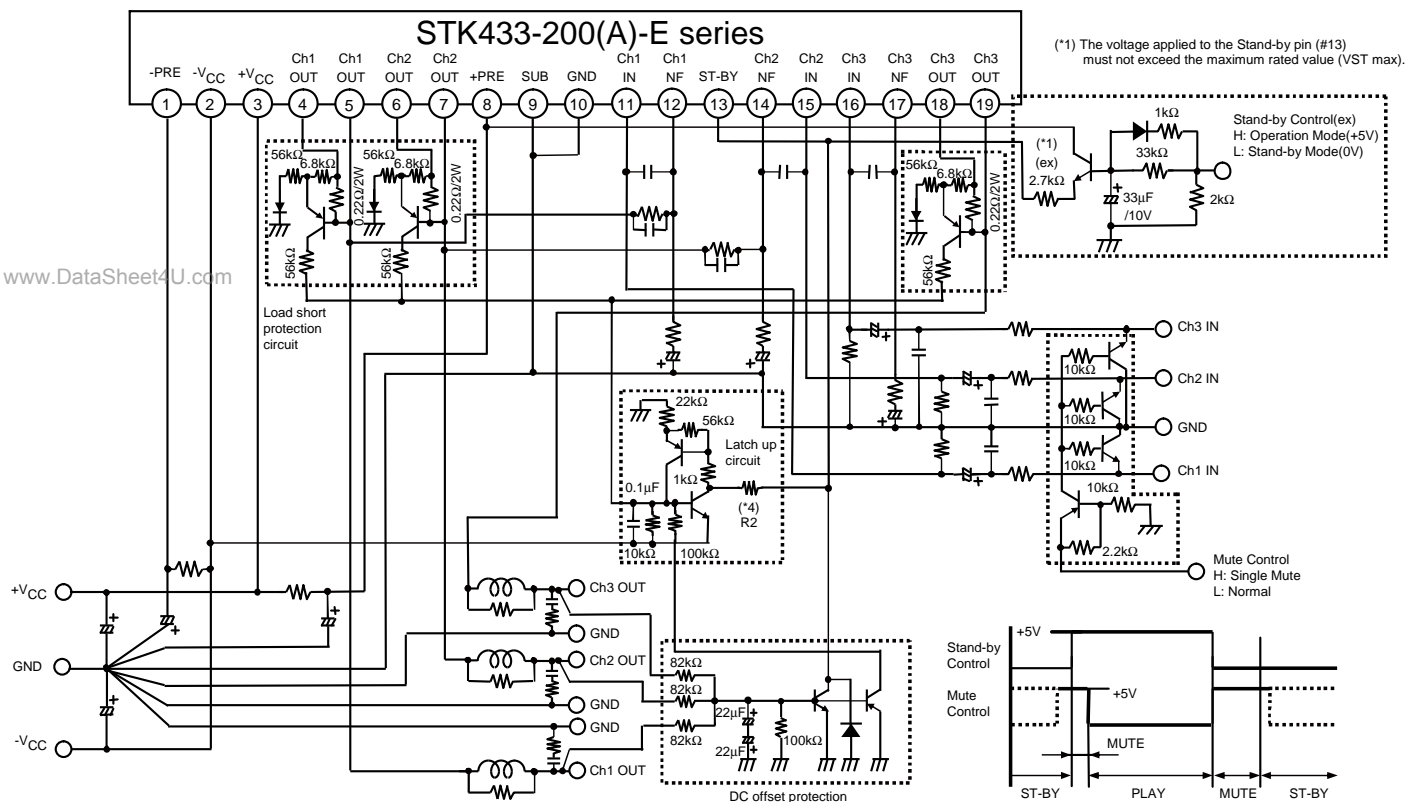 STK433-200(A)-E series
(*1) The voltage applied to the Stand-by pin (#13)
must not exceed the maximum rated value (VST max).
-PRE
-VCC
+VCC
Ch1
OUT
Ch1
OUT
Ch2
OUT
Ch2
OUT
+PRE
SUB
GND
Ch1
IN
Ch1
NF
ST-BY
Ch2
NF
Ch2
IN
Ch3
IN
Ch3
NF
Ch3
OUT
Ch3
OUT
1 2 3 4 5 6 7 8 9 10 11 12 13 14 15 16 17 18 19
56kΩ
6.8kΩ
0.22Ω/2W
56kΩ
56kΩ
6.8kΩ
0.22Ω/2W
56kΩ
Load short
protection
circuit
56kΩ
6.8kΩ
0.22Ω/2W
56kΩ
(*1)
(ex)
2.7kΩ
1kΩ
33kΩ
33µF
/10V
2kΩ
Stand-by Control(ex)
H: Operation Mode(+5V)
L: Stand-by Mode(0V)
www.DataSheet4U.com
Ch3 IN
10kΩ
Ch2 IN
10kΩ
GND
10kΩ
Ch1 IN
10kΩ
2.2kΩ
Mute Control
H: Single Mute
L: Normal
22kΩ
56kΩ
Latch up
circuit
0.1µF
1kΩ
(*4)
R2
10kΩ
100kΩ
+VCC
GND
-VCC
Ch3 OUT
GND
Ch2 OUT
GND
GND
Ch1 OUT
82kΩ
82kΩ
82kΩ
22µF
22µF
100kΩ
DC offset protection
Stand-by
Control
+5V
Mute
Control
+5V
MUTE
ST-BY
PLAY
MUTE
ST-BY